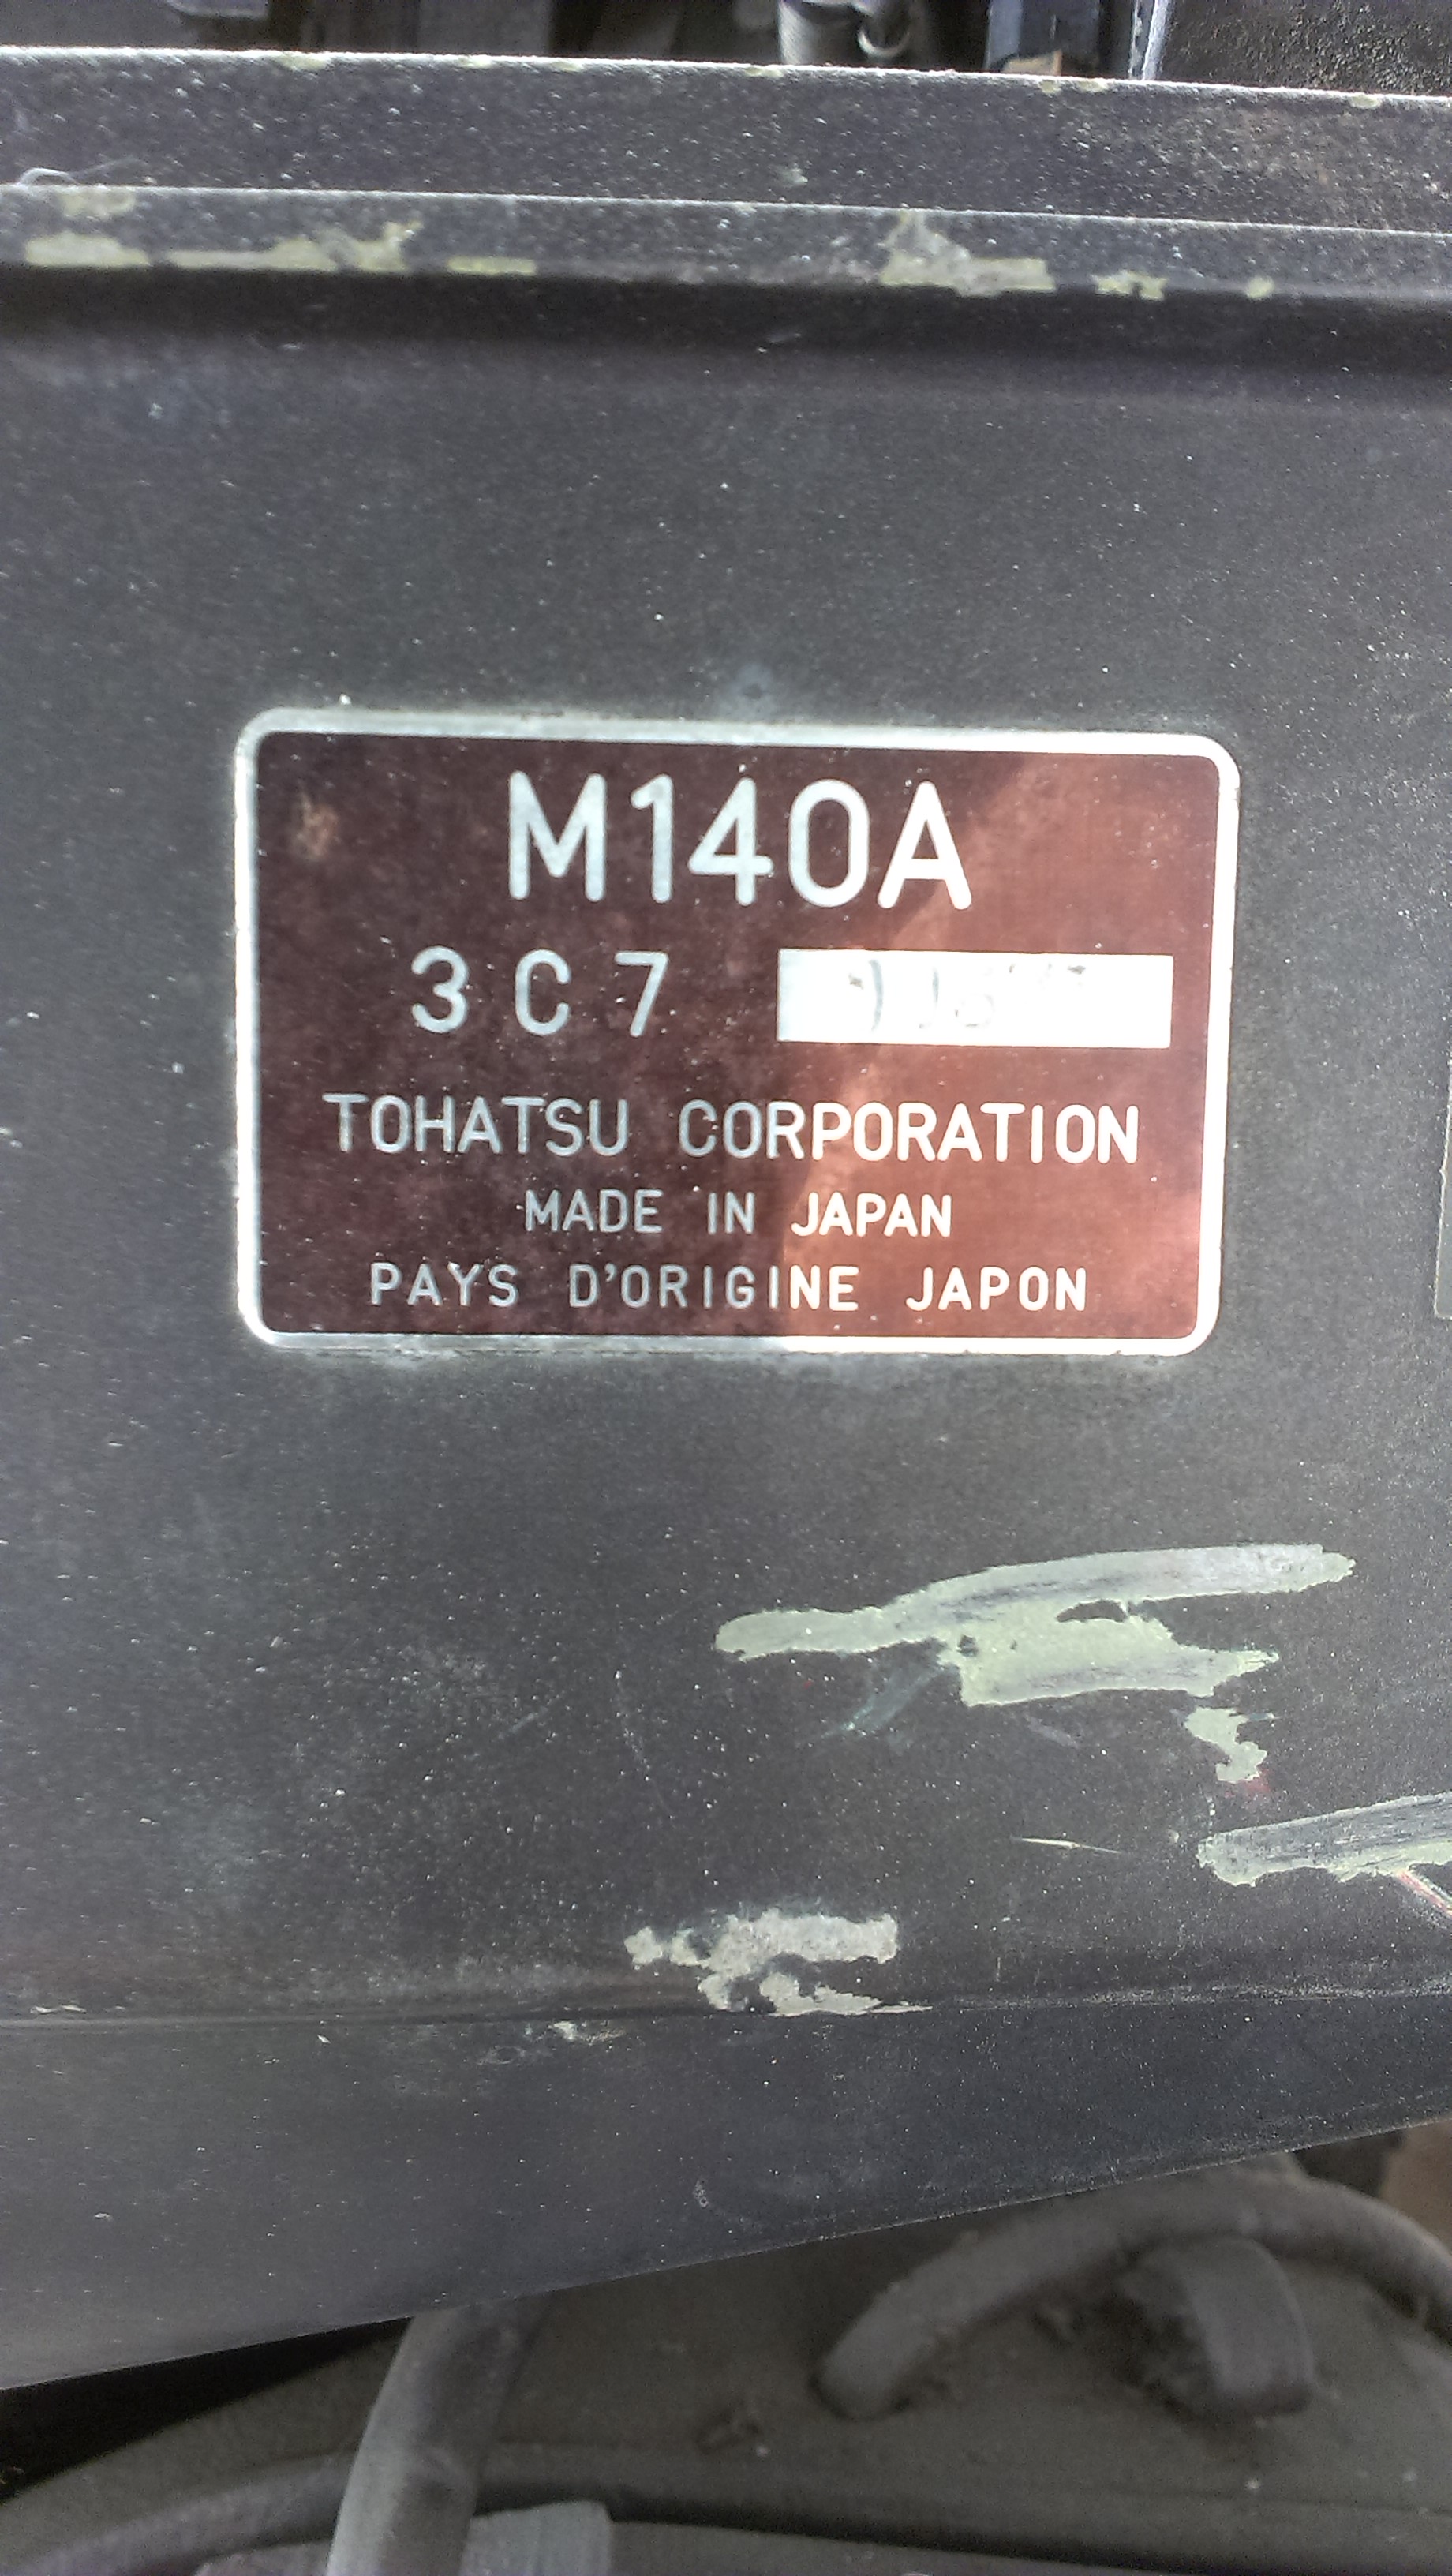 M140A
3C7
TOHATSU CORPORATION
MADE IN JAPAN
PAYS D'ORIGINE JAPON